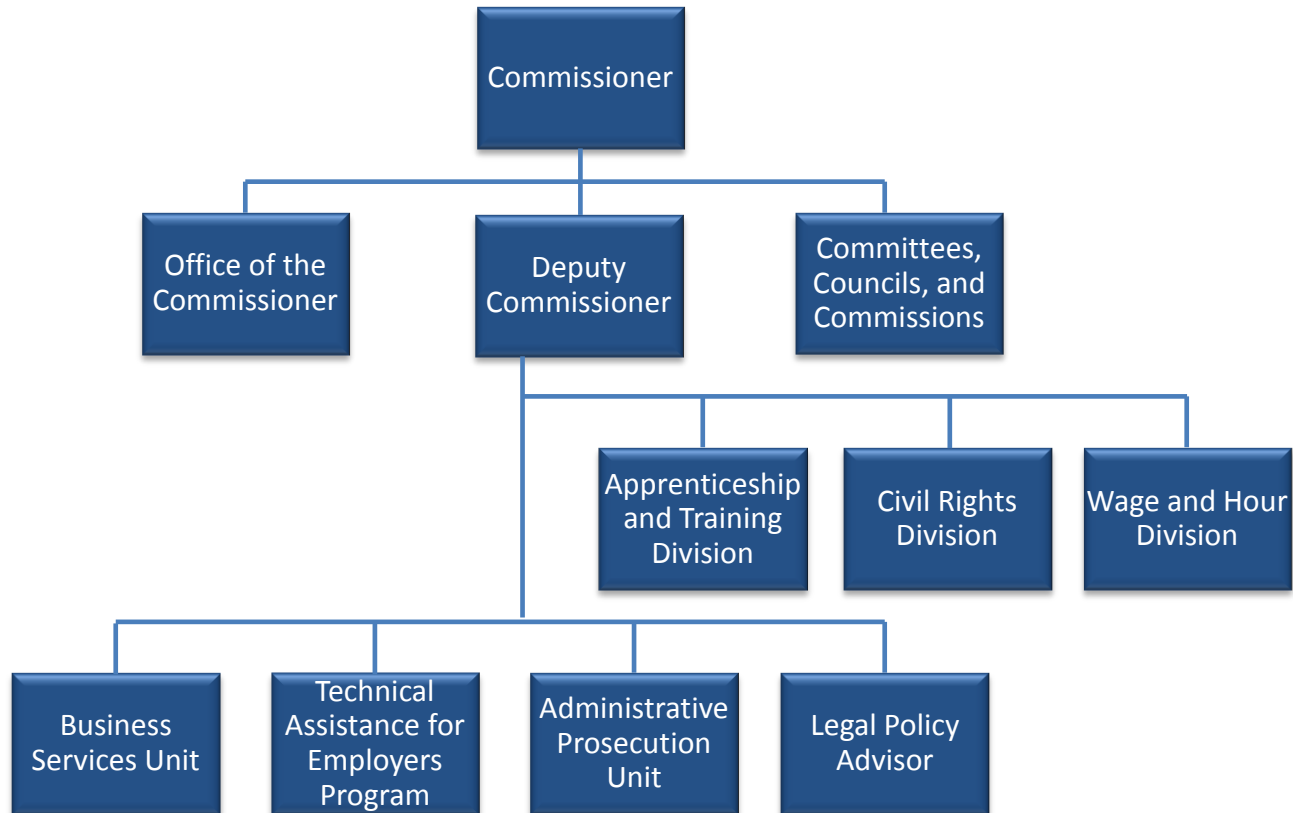 Commissioner
Office of the
Commissioner
Deputy
Commissioner
Committees,
Councils, and
Commissions
Apprenticeship
and Training
Division
Civil Rights
Division
Wage and Hour
Division
Business
Services Unit
Technical
Assistance for
Employers
Program
Administrative
Prosecution
Unit
Legal Policy
Advisor